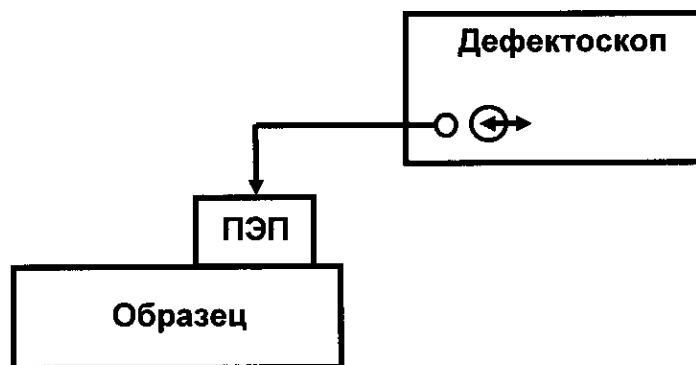 Дефектоскоп
ПЭП
Образец